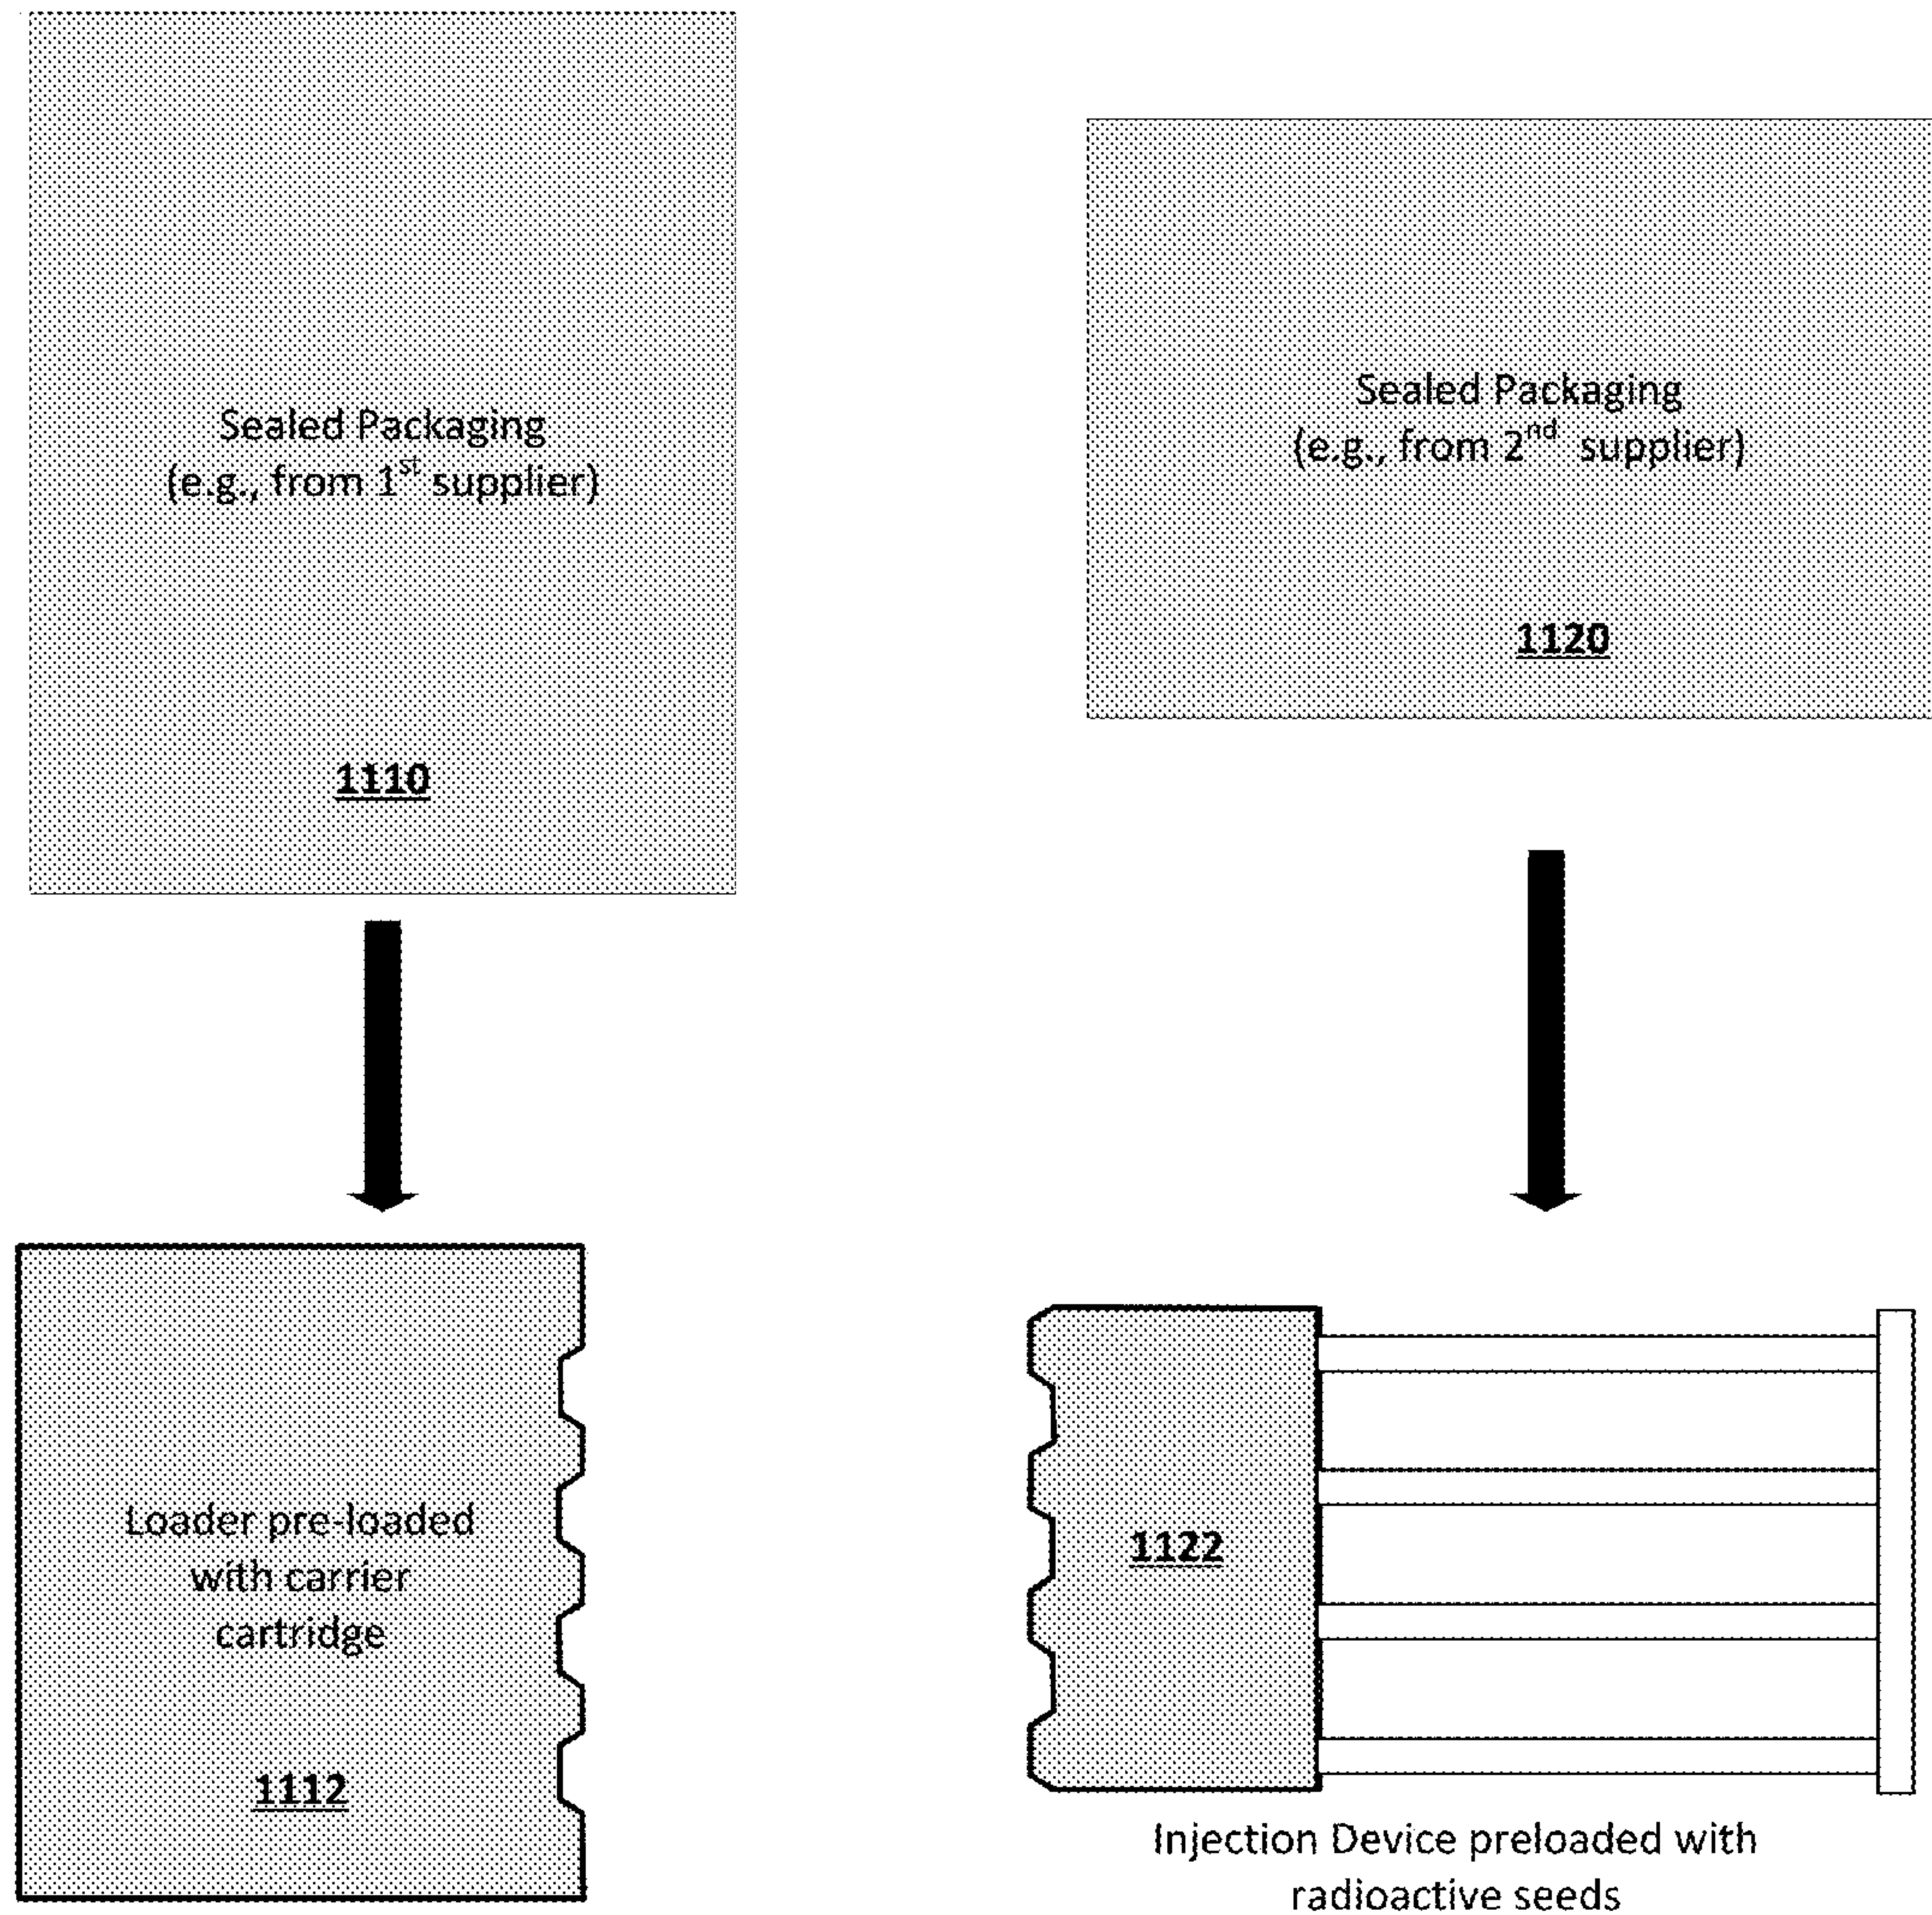 Sealed Packaging
(e.g., from 1st supplier)
1110
Sealed Packaging
(e.g., from 2nd supplier)
1120
Loader pre-loaded
with carrier
cartridge
1112
1122
Injection Device preloaded with
radioactive seeds